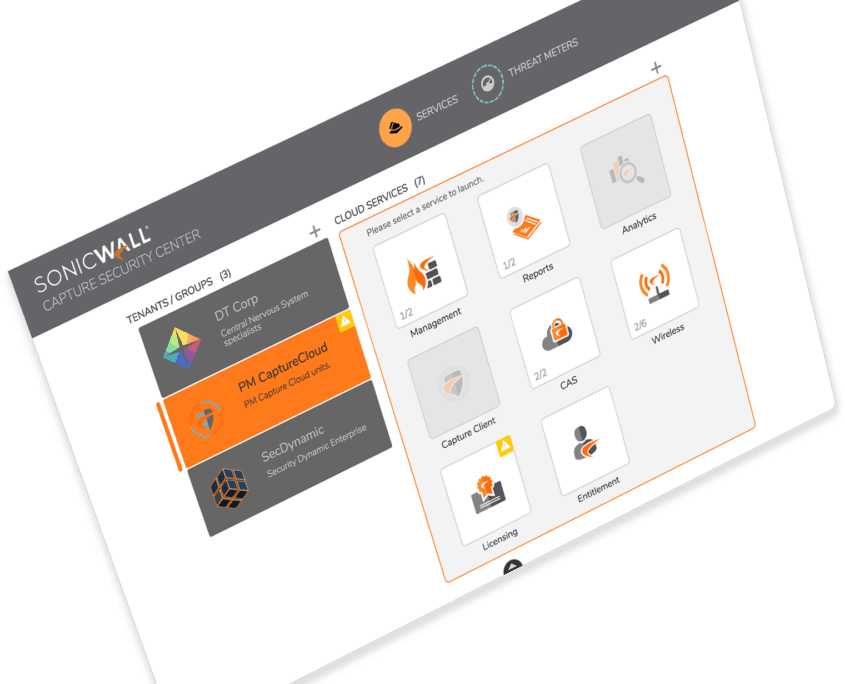 SERVICES
THREAT METERS
SONICWALL®
CAPTURE SECURITY CENTER
TENANTS / GROUPS (3)
+
DT Corp
Central Nervous System
specialists
PM CaptureCloud
PM Capture Cloud units.
SecDynamic
Security Dynamic Enterprise
CLOUD SERVICES (7)
+
Please select a service to launch.
1/2
Management
1/2
Reports
Analytics
Capture Client
2/2
CAS
2/6
Wireless
Licensing
Entitlement